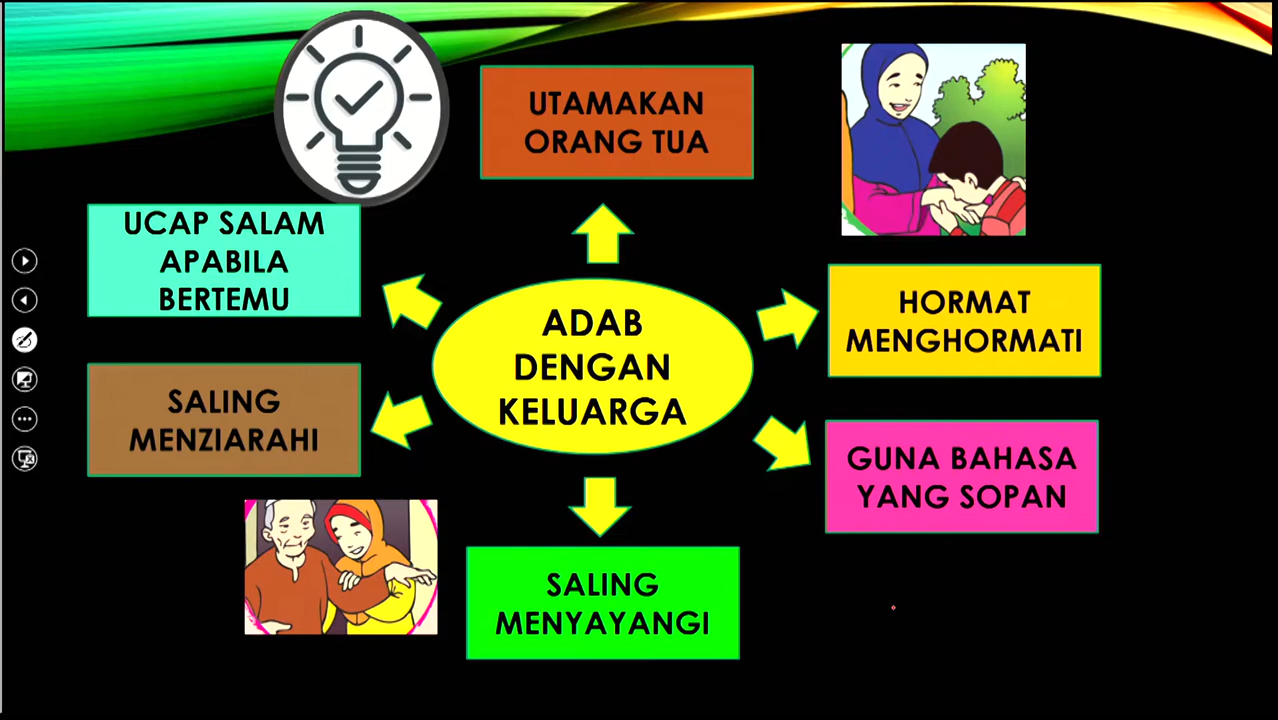 UTAMAKAN
ORANG TUA
UCAP SALAM
APABILA
BERTEMU
ADAB
DENGAN
KELUARGA
HORMAT
MENGHORMATI
SALING
MENZIARAHI
GUNA BAHASA
YANG SOPAN
SALING
MENYAYANGI